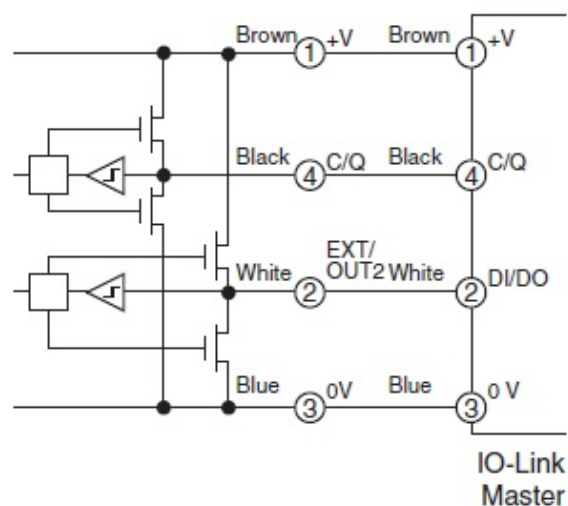 Brown ① +V Brown ① +V
Black ④ C/Q Black ④ C/Q
EXT/
White ② OUT2 White ② DI/DO
Blue ③ 0V Blue ③ 0 V
IO-Link
Master